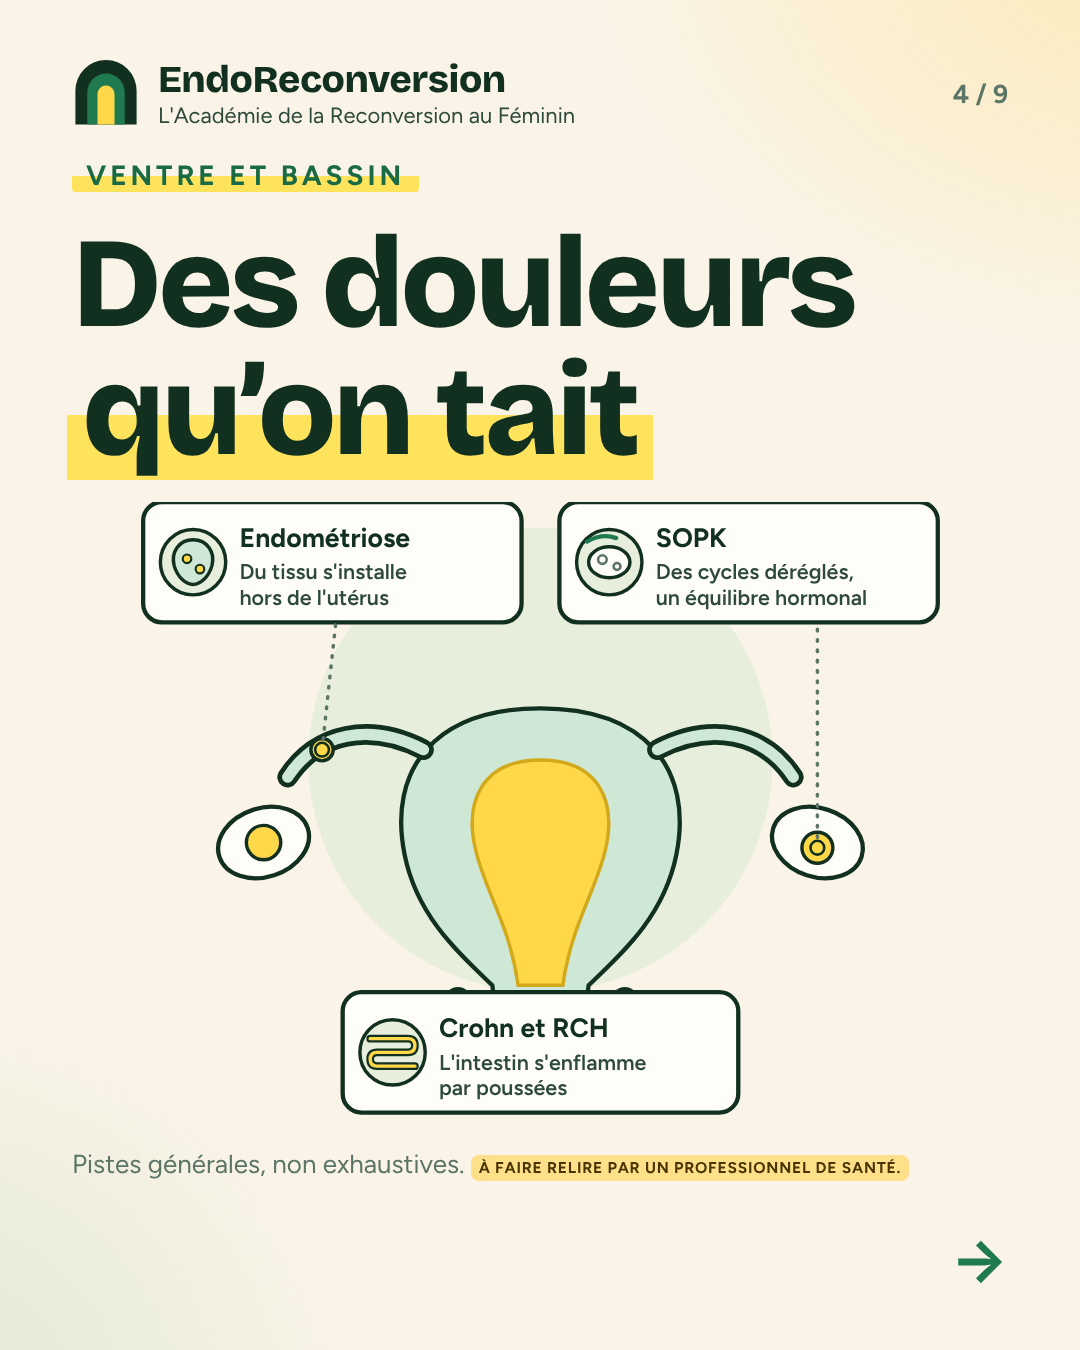 EndoReconversion
L'Académie de la Reconversion au Féminin
4 / 9
VENTRE ET BASSIN
Des douleurs
qu’on tait
Endométriose
Du tissu s'installe
hors de l'utérus
SOPK
Des cycles déréglés,
un équilibre hormonal
Crohn et RCH
L'intestin s'enflamme
par poussées
Pistes générales, non exhaustives. À FAIRE RELIRE PAR UN PROFESSIONNEL DE SANTÉ.